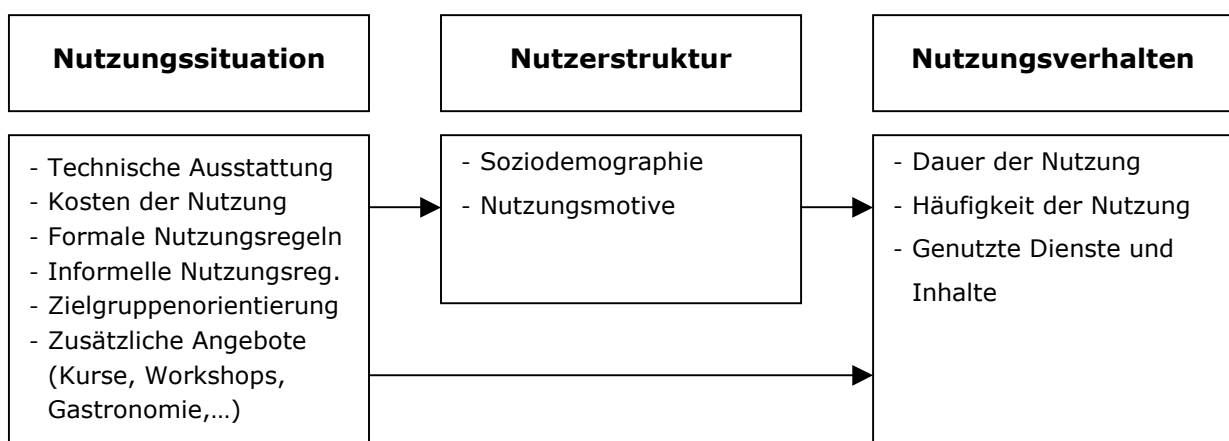 Nutzungssituation
- Technische Ausstattung
- Kosten der Nutzung
- Formale Nutzungsregeln
- Informelle Nutzungsreg.
- Zielgruppenorientierung
- Zusätzliche Angebote
(Kurse, Workshops,
Gastronomie,...)
Nutzerstruktur
- Soziodemographie
- Nutzungsmotive
Nutzungsverhalten
- Dauer der Nutzung
- Häufigkeit der Nutzung
- Genutzte Dienste und
Inhalte